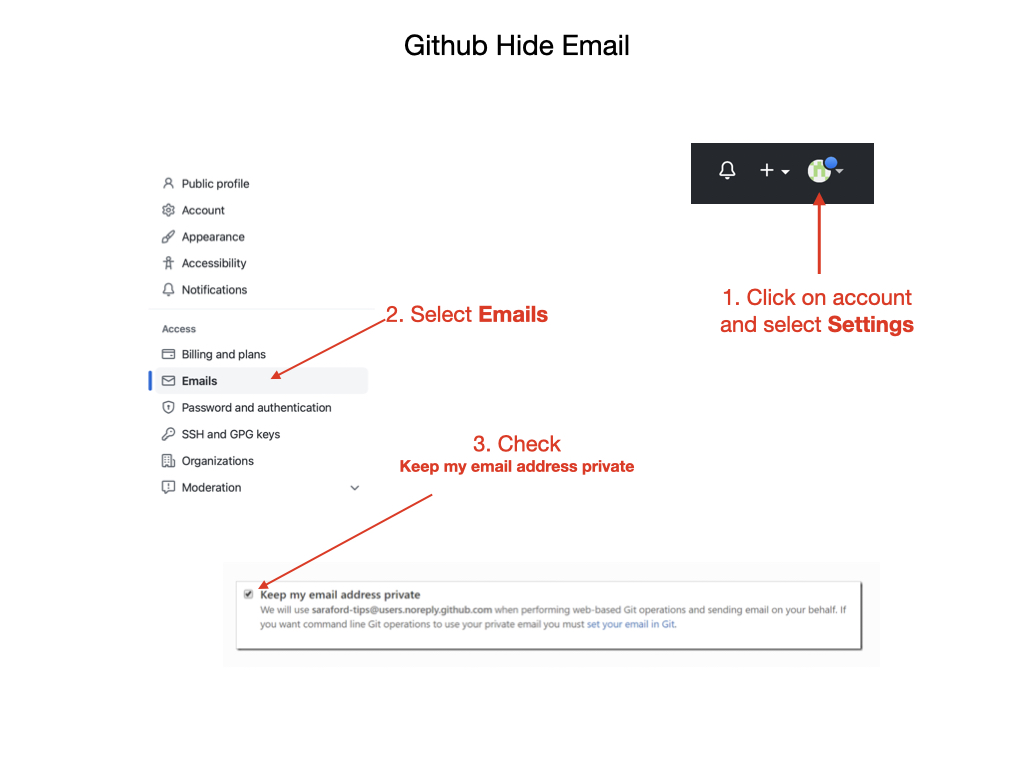 Github Hide Email
1. Click on account
and select Settings
Public profile
Account
Appearance
Accessibility
Notifications
Access
Billing and plans
Emails
Password and authentication
SSH and GPG keys
Organizations
Moderation
2. Select Emails
3. Check
Keep my email address private
Keep my email address private
We will use saraford-tips@users.noreply.github.com when performing web-based Git operations and sending email on your behalf. If
you want command line Git operations to use your private email you must set your email in Git.